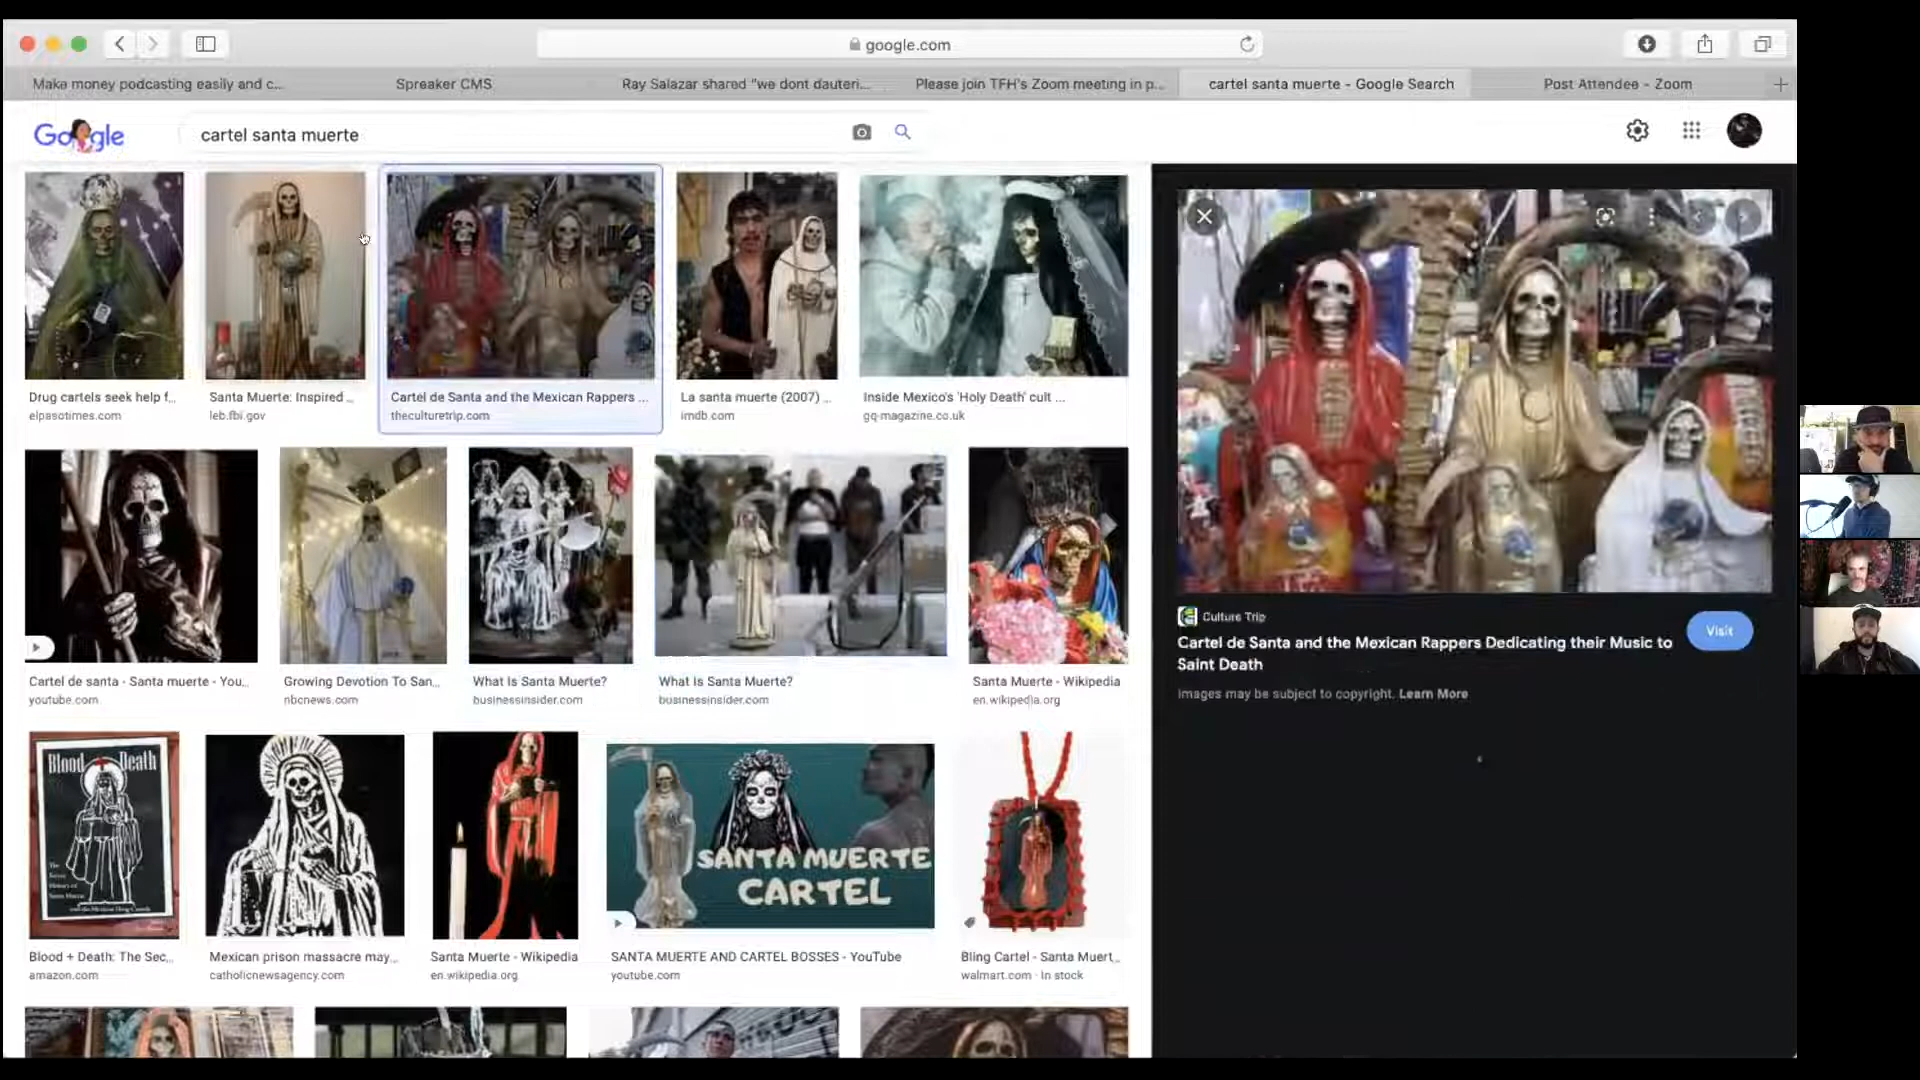 google.com
Make money podcasting easily and c...
Spreaker CMS
Ray Salazar shared "we dont dauteri...
Please join TFH's Zoom meeting in p...
cartel santa muerte - Google Search
Post Attendee - Zoom
Google
cartel santa muerte
Drug cartels seek help f...
elpasotimes.com
Santa Muerte: Inspired ...
leb.fbi.gov
Cartel de Santa and the Mexican Rappers ...
theculturetrip.com
La santa muerte (2007) ...
imdb.com
Inside Mexico's 'Holy Death' cult ...
gq-magazine.co.uk
Cartel de santa - Santa muerte - You...
youtube.com
Growing Devotion To San...
nbcnews.com
What Is Santa Muerte?
businessinsider.com
What Is Santa Muerte?
businessinsider.com
Santa Muerte - Wikipedia
en.wikipedia.org
Blood + Death
Blood + Death: The Sec...
amazon.com
Mexican prison massacre may...
catholicnewsagency.com
Santa Muerte - Wikipedia
en.wikipedia.org
SANTA MUERTE
CARTEL
SANTA MUERTE AND CARTEL BOSSES - YouTube
youtube.com
Bling Cartel - Santa Muert...
walmart.com · In stock
Culture Trip
Cartel de Santa and the Mexican Rappers Dedicating their Music to
Saint Death
Visit
Images may be subject to copyright. Learn More